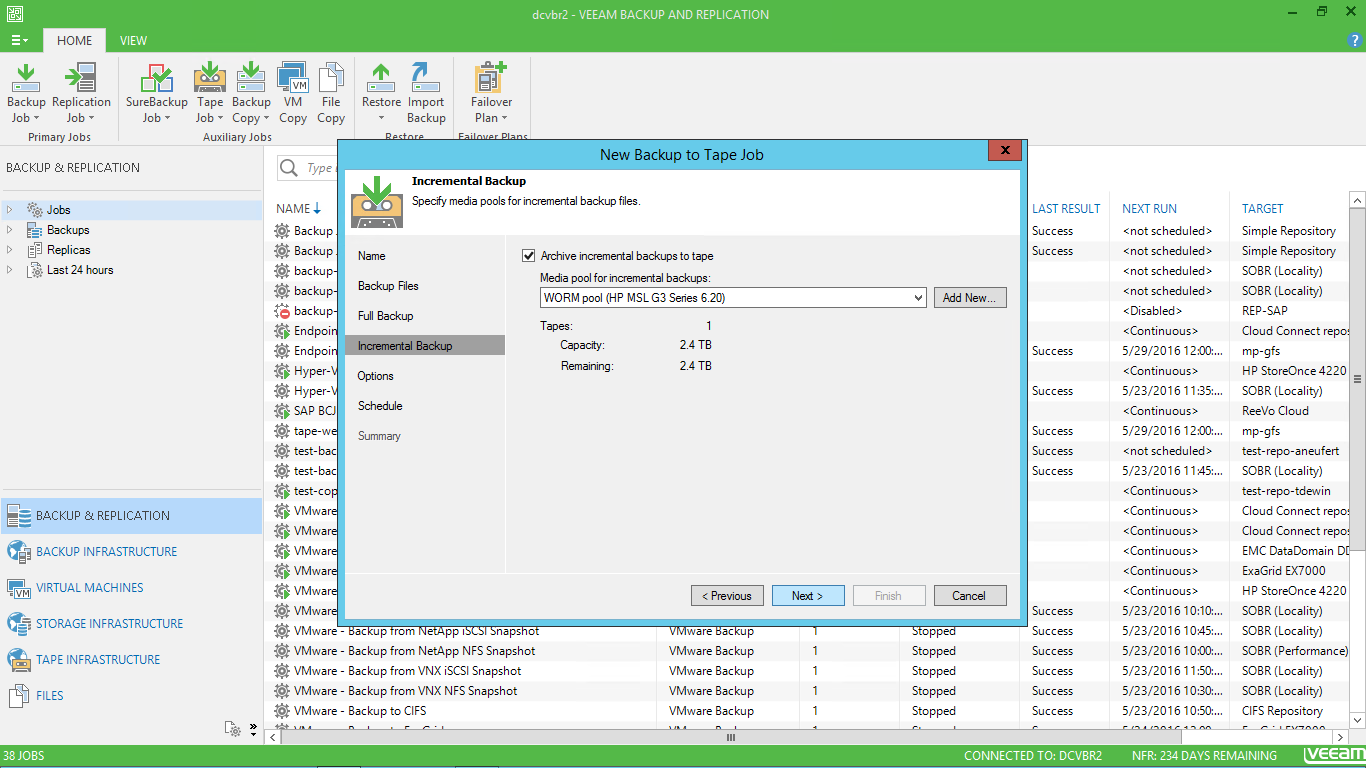 dcvbr2 - VEEAM BACKUP AND REPLICATION
HOME VIEW
Backup Job
Replication Job
SureBackup Job
Tape Job
Backup Copy
VM Copy
File Copy
Restore
Import Backup
Failover Plan
Primary Jobs
Auxiliary Jobs
Restore
Failover Plans
BACKUP & REPLICATION
Jobs
Backups
Replicas
Last 24 hours
BACKUP & REPLICATION
BACKUP INFRASTRUCTURE
VIRTUAL MACHINES
STORAGE INFRASTRUCTURE
TAPE INFRASTRUCTURE
FILES
Type
New Backup to Tape Job
Incremental Backup
Specify media pools for incremental backup files.
Name
Backup Files
Full Backup
Incremental Backup
Options
Schedule
Summary
Archive incremental backups to tape
Media pool for incremental backups:
WORM pool (HP MSL G3 Series 6.20)
Add New...
Tapes: 1
Capacity: 2.4 TB
Remaining: 2.4 TB
< Previous
Next >
Finish
Cancel
NAME LAST RESULT NEXT RUN TARGET
Backup Success <not scheduled> Simple Repository
Backup Success <not scheduled> Simple Repository
backup- <not scheduled> SOBR (Locality)
backup- <not scheduled> SOBR (Locality)
backup- <Disabled> REP-SAP
Endpoin <Continuous> Cloud Connect repos
Endpoin Success 5/29/2016 12:00:... mp-gfs
Hyper-V <Continuous> HP StoreOnce 4220
Hyper-V Success 5/23/2016 11:35:... SOBR (Locality)
SAP BCJ <Continuous> ReeVo Cloud
tape-we Success 5/29/2016 12:00:... mp-gfs
test-bac Success <not scheduled> test-repo-aneufert
test-bac Success 5/23/2016 11:45:... SOBR (Locality)
test-cop <Continuous> test-repo-tdewin
VMware <Continuous> Cloud Connect repos
VMware <Continuous> Cloud Connect repos
VMware <Continuous> EMC DataDomain DD
VMware <Continuous> ExaGrid EX7000
VMware <Continuous> HP StoreOnce 4220
VMware Success 5/23/2016 10:10:... SOBR (Locality)
VMware - Backup from NetApp iSCSI Snapshot VMware Backup 1 Stopped Success 5/23/2016 10:45:... SOBR (Locality)
VMware - Backup from NetApp NFS Snapshot VMware Backup 1 Stopped Success 5/23/2016 10:00:... SOBR (Performance)
VMware - Backup from VNX iSCSI Snapshot VMware Backup 1 Stopped Success 5/23/2016 11:50:... SOBR (Locality)
VMware - Backup from VNX NFS Snapshot VMware Backup 1 Stopped Success 5/23/2016 10:30:... SOBR (Locality)
VMware - Backup to CIFS VMware Backup 1 Stopped Success 5/23/2016 10:50:... CIFS Repository
38 JOBS
CONNECTED TO: DCVBR2
NFR: 234 DAYS REMAINING
veeam